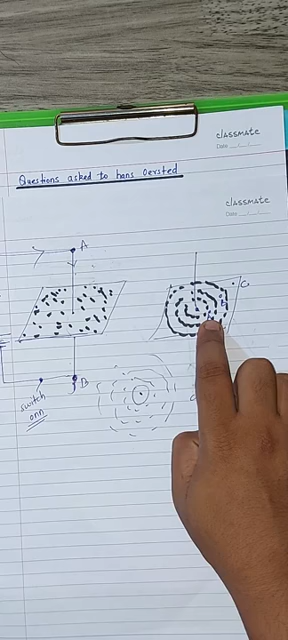 classmate
Date
Questions asked to hans Oersted
classmate
Date
A
B
switch
onn